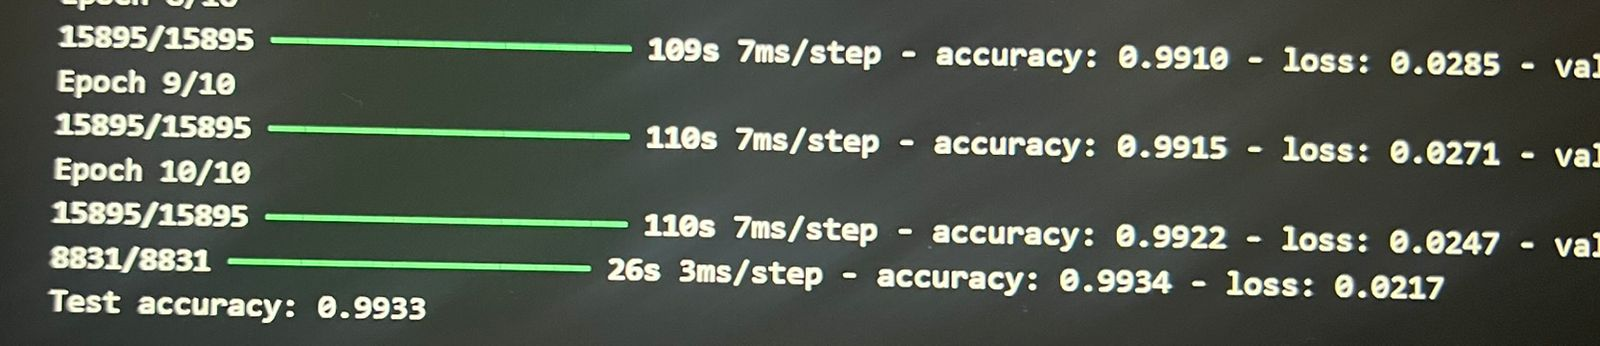 Epoch 8/10
15895/15895 109s 7ms/step - accuracy: 0.9910 - loss: 0.0285 - val
Epoch 9/10
15895/15895 110s 7ms/step - accuracy: 0.9915 - loss: 0.0271 - val
Epoch 10/10
15895/15895 110s 7ms/step - accuracy: 0.9922 - loss: 0.0247 - val
8831/8831 26s 3ms/step - accuracy: 0.9934 - loss: 0.0217
Test accuracy: 0.9933